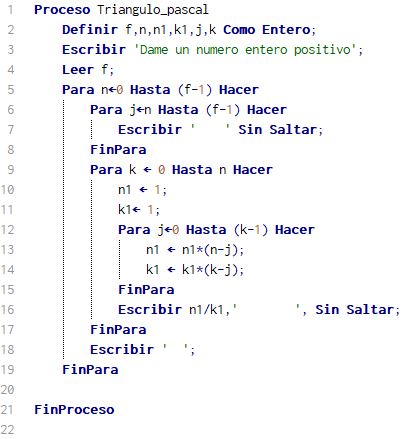 1 Proceso Triangulo_pascal
2 Definir f,n,n1,k1,j,k Como Entero;
3 Escribir 'Dame un numero entero positivo';
4 Leer f;
5 Para n←0 Hasta (f-1) Hacer
6 Para j←n Hasta (f-1) Hacer
7 Escribir '    ' Sin Saltar;
8 FinPara
9 Para k ← 0 Hasta n Hacer
10 n1 ← 1;
11 k1← 1;
12 Para j←0 Hasta (k-1) Hacer
13 n1 ← n1*(n-j);
14 k1 ← k1*(k-j);
15 FinPara
16 Escribir n1/k1,'        ', Sin Saltar;
17 FinPara
18 Escribir '  ';
19 FinPara
20
21 FinProceso
22